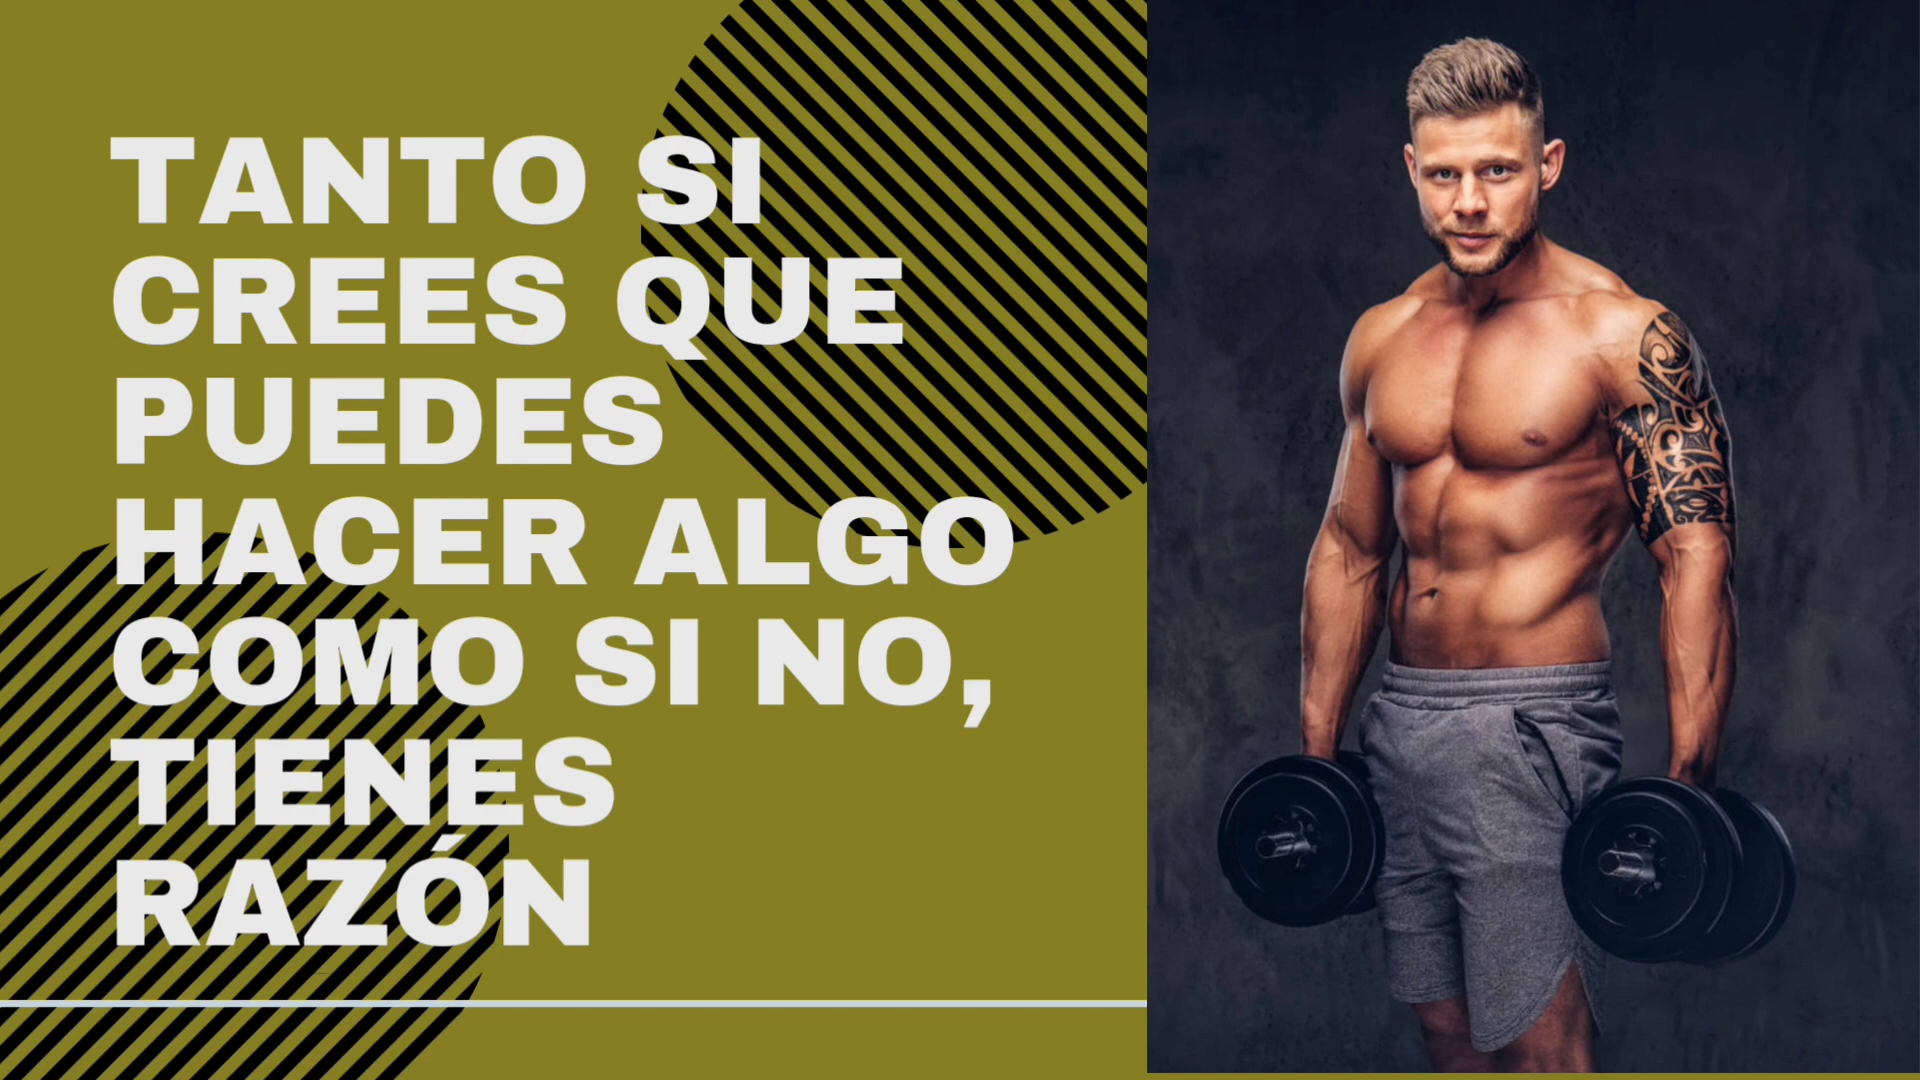 TANTO SI
CREES QUE
PUEDES
HACER ALGO
COMO SI NO,
TIENES
RAZÓN